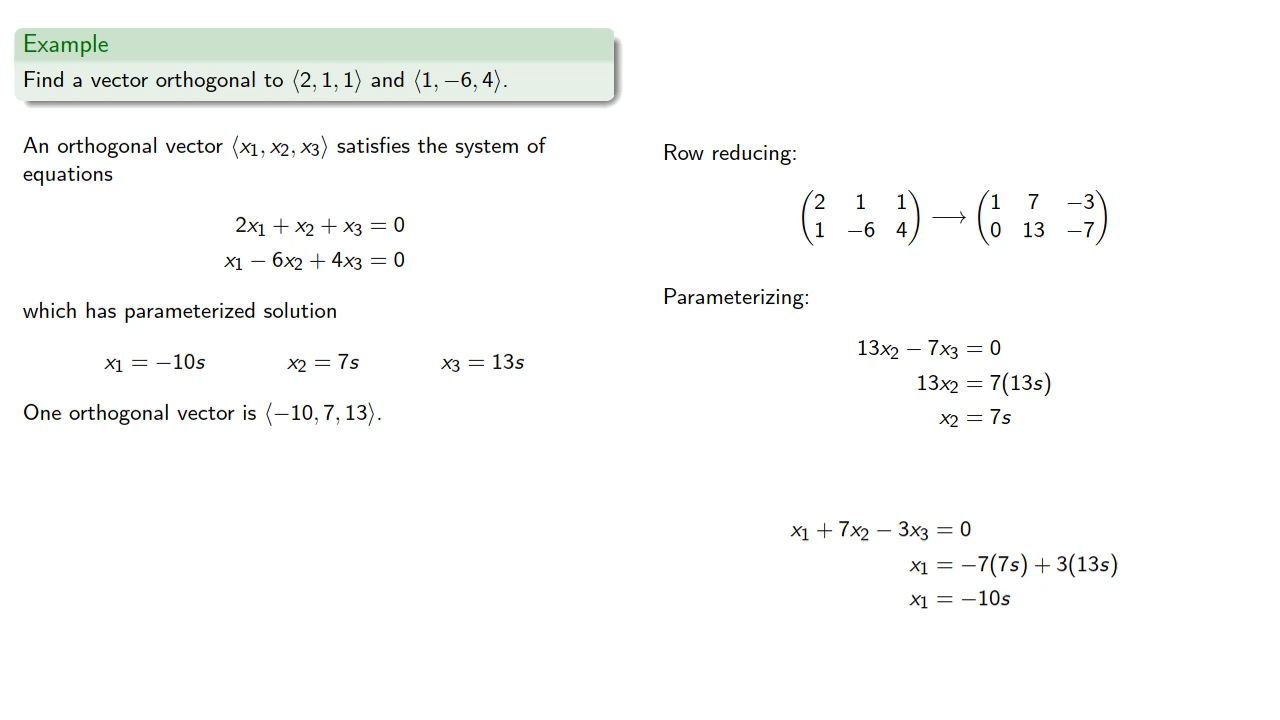 Example
Find a vector orthogonal to ⟨2, 1, 1⟩ and ⟨1, −6, 4⟩.
An orthogonal vector ⟨x₁, x₂, x₃⟩ satisfies the system of
equations
2x₁ + x₂ + x₃ = 0
x₁ − 6x₂ + 4x₃ = 0
which has parameterized solution
x₁ = −10s x₂ = 7s x₃ = 13s
One orthogonal vector is ⟨−10, 7, 13⟩.
Row reducing:
(2 1 1) ⟶ (1 7 −3)
(1 −6 4) (0 13 −7)
Parameterizing:
13x₂ − 7x₃ = 0
13x₂ = 7(13s)
x₂ = 7s
x₁ + 7x₂ − 3x₃ = 0
x₁ = −7(7s) + 3(13s)
x₁ = −10s